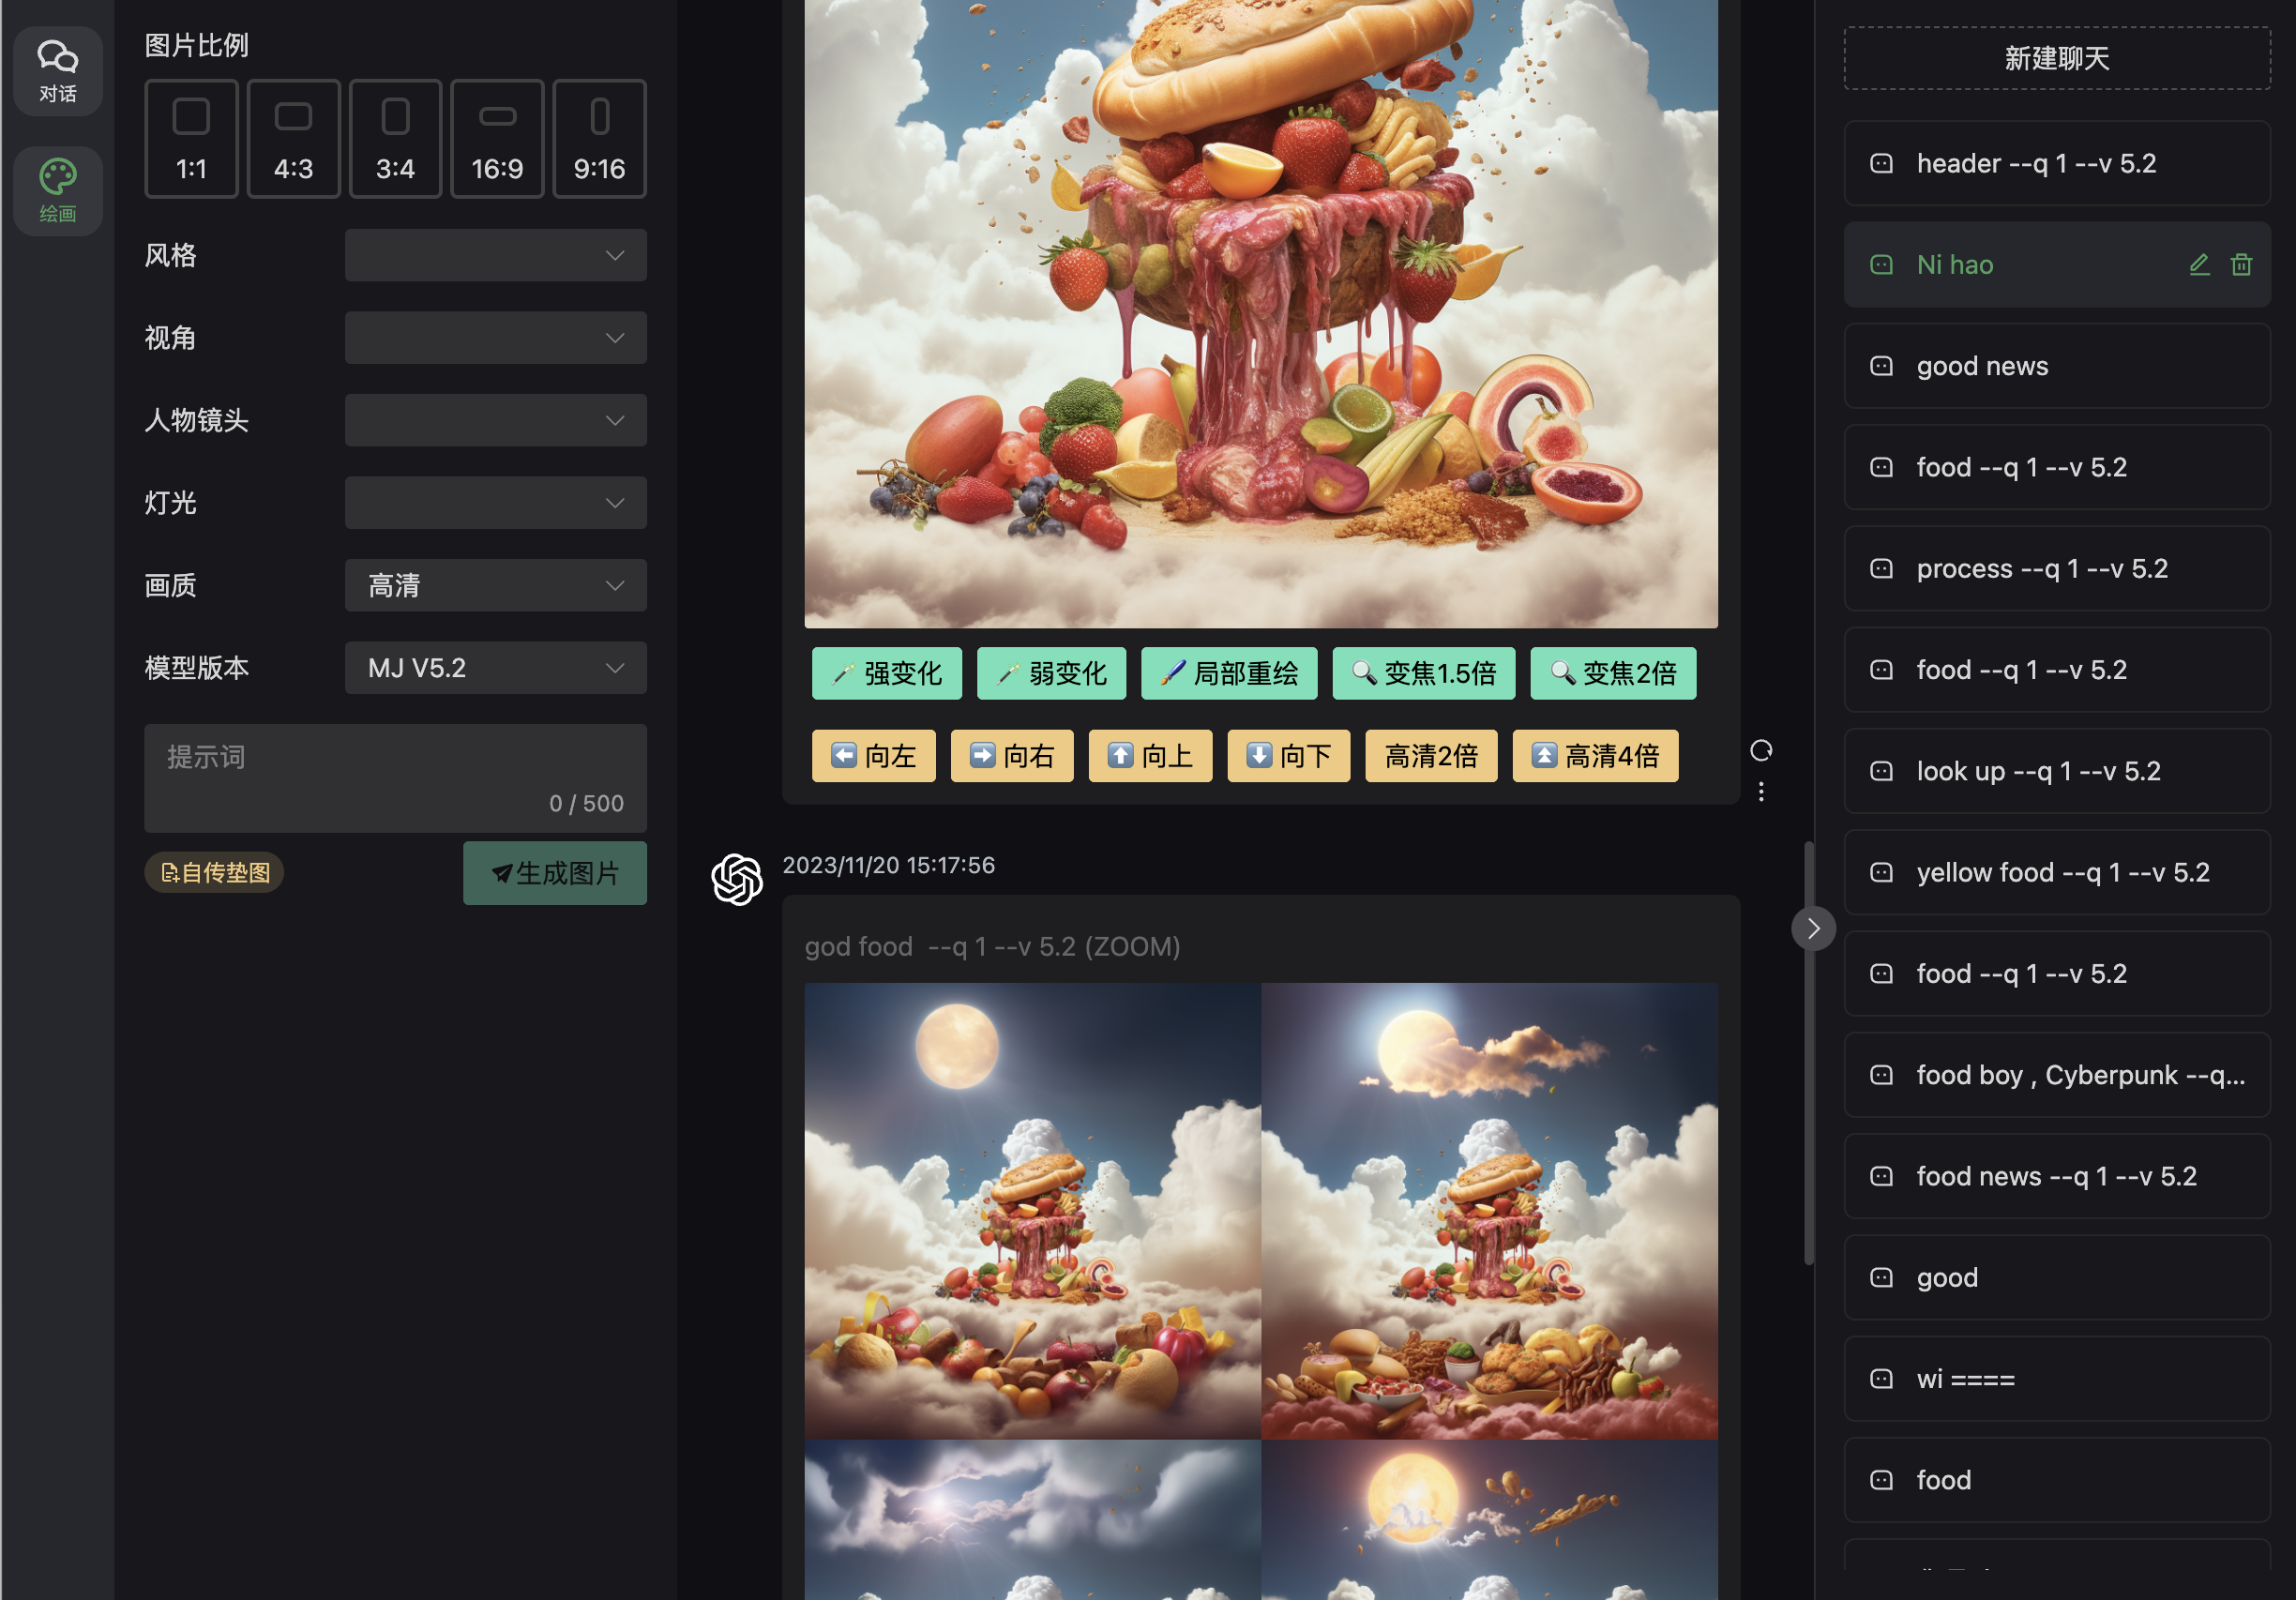 对话
绘画
图片比例
1:1
4:3
3:4
16:9
9:16
风格
视角
人物镜头
灯光
画质
高清
模型版本
MJ V5.2
提示词
0 / 500
自传垫图
生成图片
强变化
弱变化
局部重绘
变焦1.5倍
变焦2倍
向左
向右
向上
向下
高清2倍
高清4倍
2023/11/20 15:17:56
god food  --q 1 --v 5.2 (ZOOM)
新建聊天
header --q 1 --v 5.2
Ni hao
good news
food --q 1 --v 5.2
process --q 1 --v 5.2
food --q 1 --v 5.2
look up --q 1 --v 5.2
yellow food --q 1 --v 5.2
food --q 1 --v 5.2
food boy , Cyberpunk --q...
food news --q 1 --v 5.2
good
wi ====
food